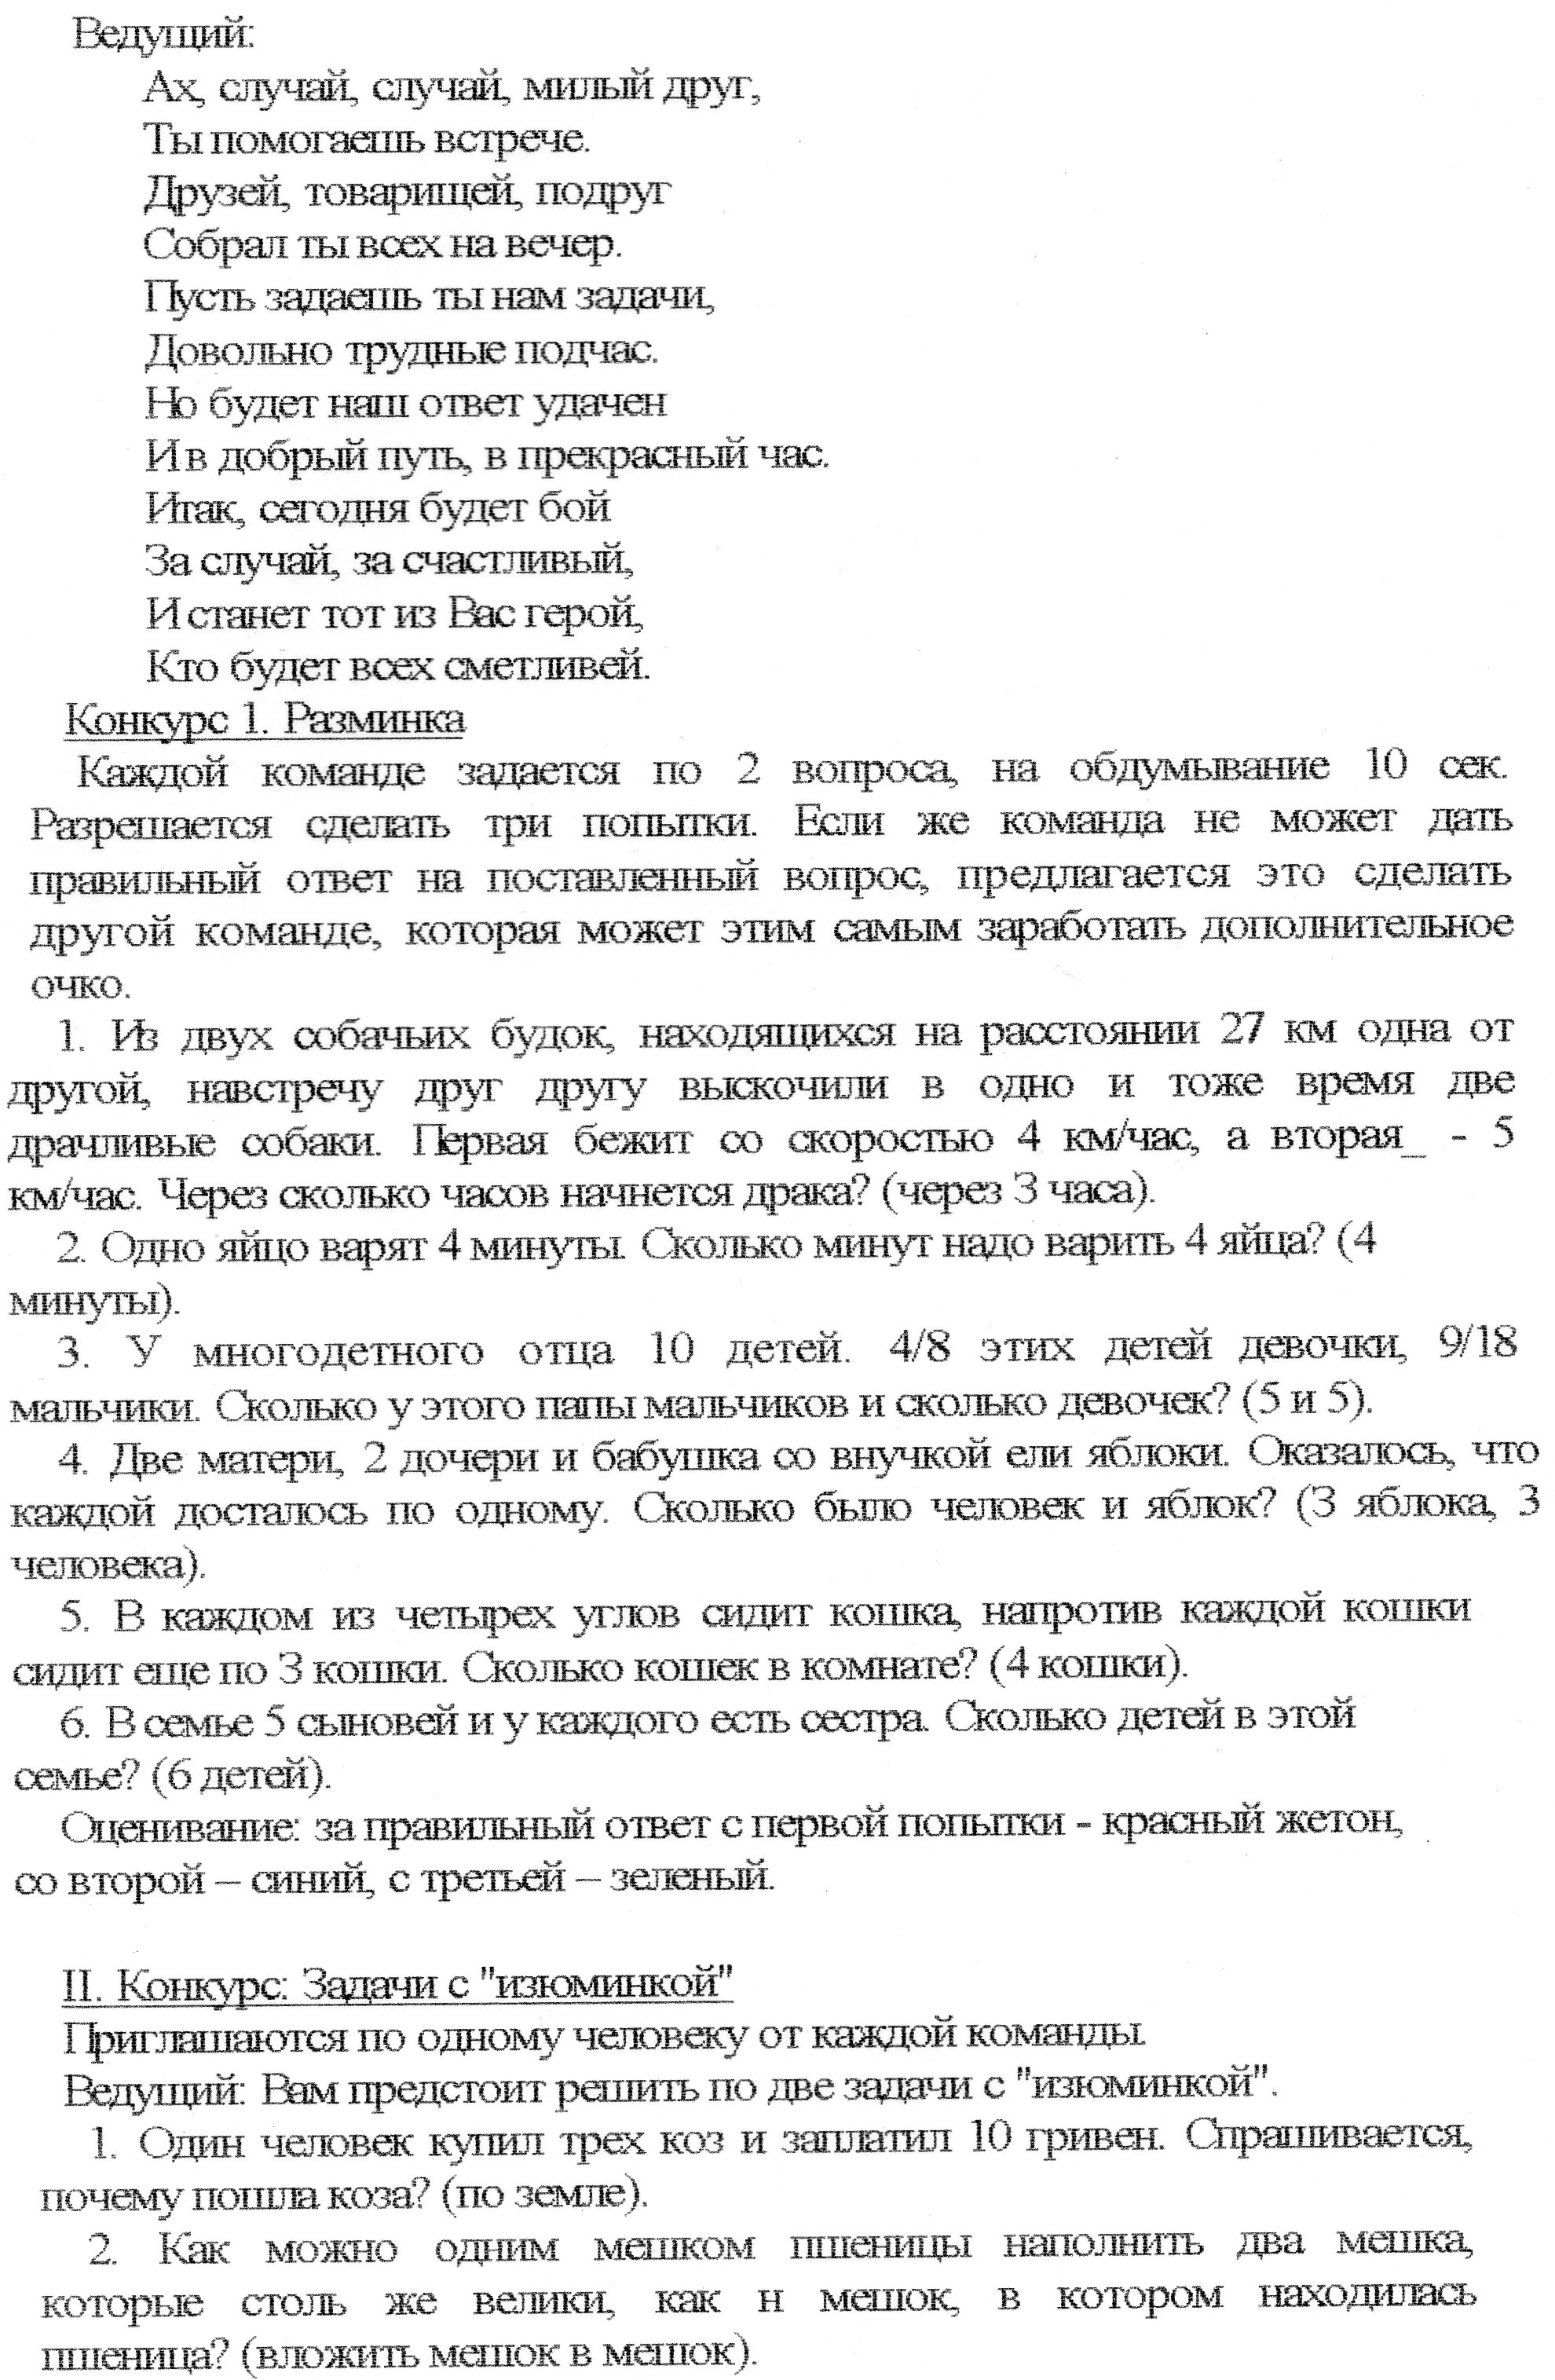 Ведущий:
Ах, случай, случай, милый друг,
Ты помогаешь встрече.
Друзей, товарищей, подруг
Собрал ты всех на вечер.
Пусть задаешь ты нам задачи,
Довольно трудные подчас.
Но будет наш ответ удачен
И в добрый путь, в прекрасный час.
Итак, сегодня будет бой
За случай, за счастливый,
И станет тот из Вас герой,
Кто будет всех сметливей.
Конкурс 1. Разминка
Каждой команде задается по 2 вопроса, на обдумывание 10 сек.
Разрешается сделать три попытки. Если же команда не может дать
правильный ответ на поставленный вопрос, предлагается это сделать
другой команде, которая может этим самым заработать дополнительное
очко.
1. Из двух собачьих будок, находящихся на расстоянии 27 км одна от
другой, навстречу друг другу выскочили в одно и тоже время две
драчливые собаки. Первая бежит со скоростью 4 км/час, а вторая_ - 5
км/час. Через сколько часов начнется драка? (через 3 часа).
2. Одно яйцо варят 4 минуты. Сколько минут надо варить 4 яйца? (4
минуты).
3. У многодетного отца 10 детей. 4/8 этих детей девочки, 9/18
мальчики. Сколько у этого папы мальчиков и сколько девочек? (5 и 5).
4. Две матери, 2 дочери и бабушка со внучкой ели яблоки. Оказалось, что
каждой досталось по одному. Сколько было человек и яблок? (3 яблока, 3
человека).
5. В каждом из четырех углов сидит кошка, напротив каждой кошки
сидит еще по 3 кошки. Сколько кошек в комнате? (4 кошки).
6. В семье 5 сыновей и у каждого есть сестра. Сколько детей в этой
семье? (6 детей).
Оценивание: за правильный ответ с первой попытки - красный жетон,
со второй – синий, с третьей – зеленый.
II. Конкурс: Задачи с "изюминкой"
Приглашаются по одному человеку от каждой команды.
Ведущий: Вам предстоит решить по две задачи с "изюминкой".
1. Один человек купил трех коз и заплатил 10 гривен. Спрашивается,
почему пошла коза? (по земле).
2. Как можно одним мешком пшеницы наполнить два мешка,
которые столь же велики, как н мешок, в котором находилась
пшеница? (вложить мешок в мешок).